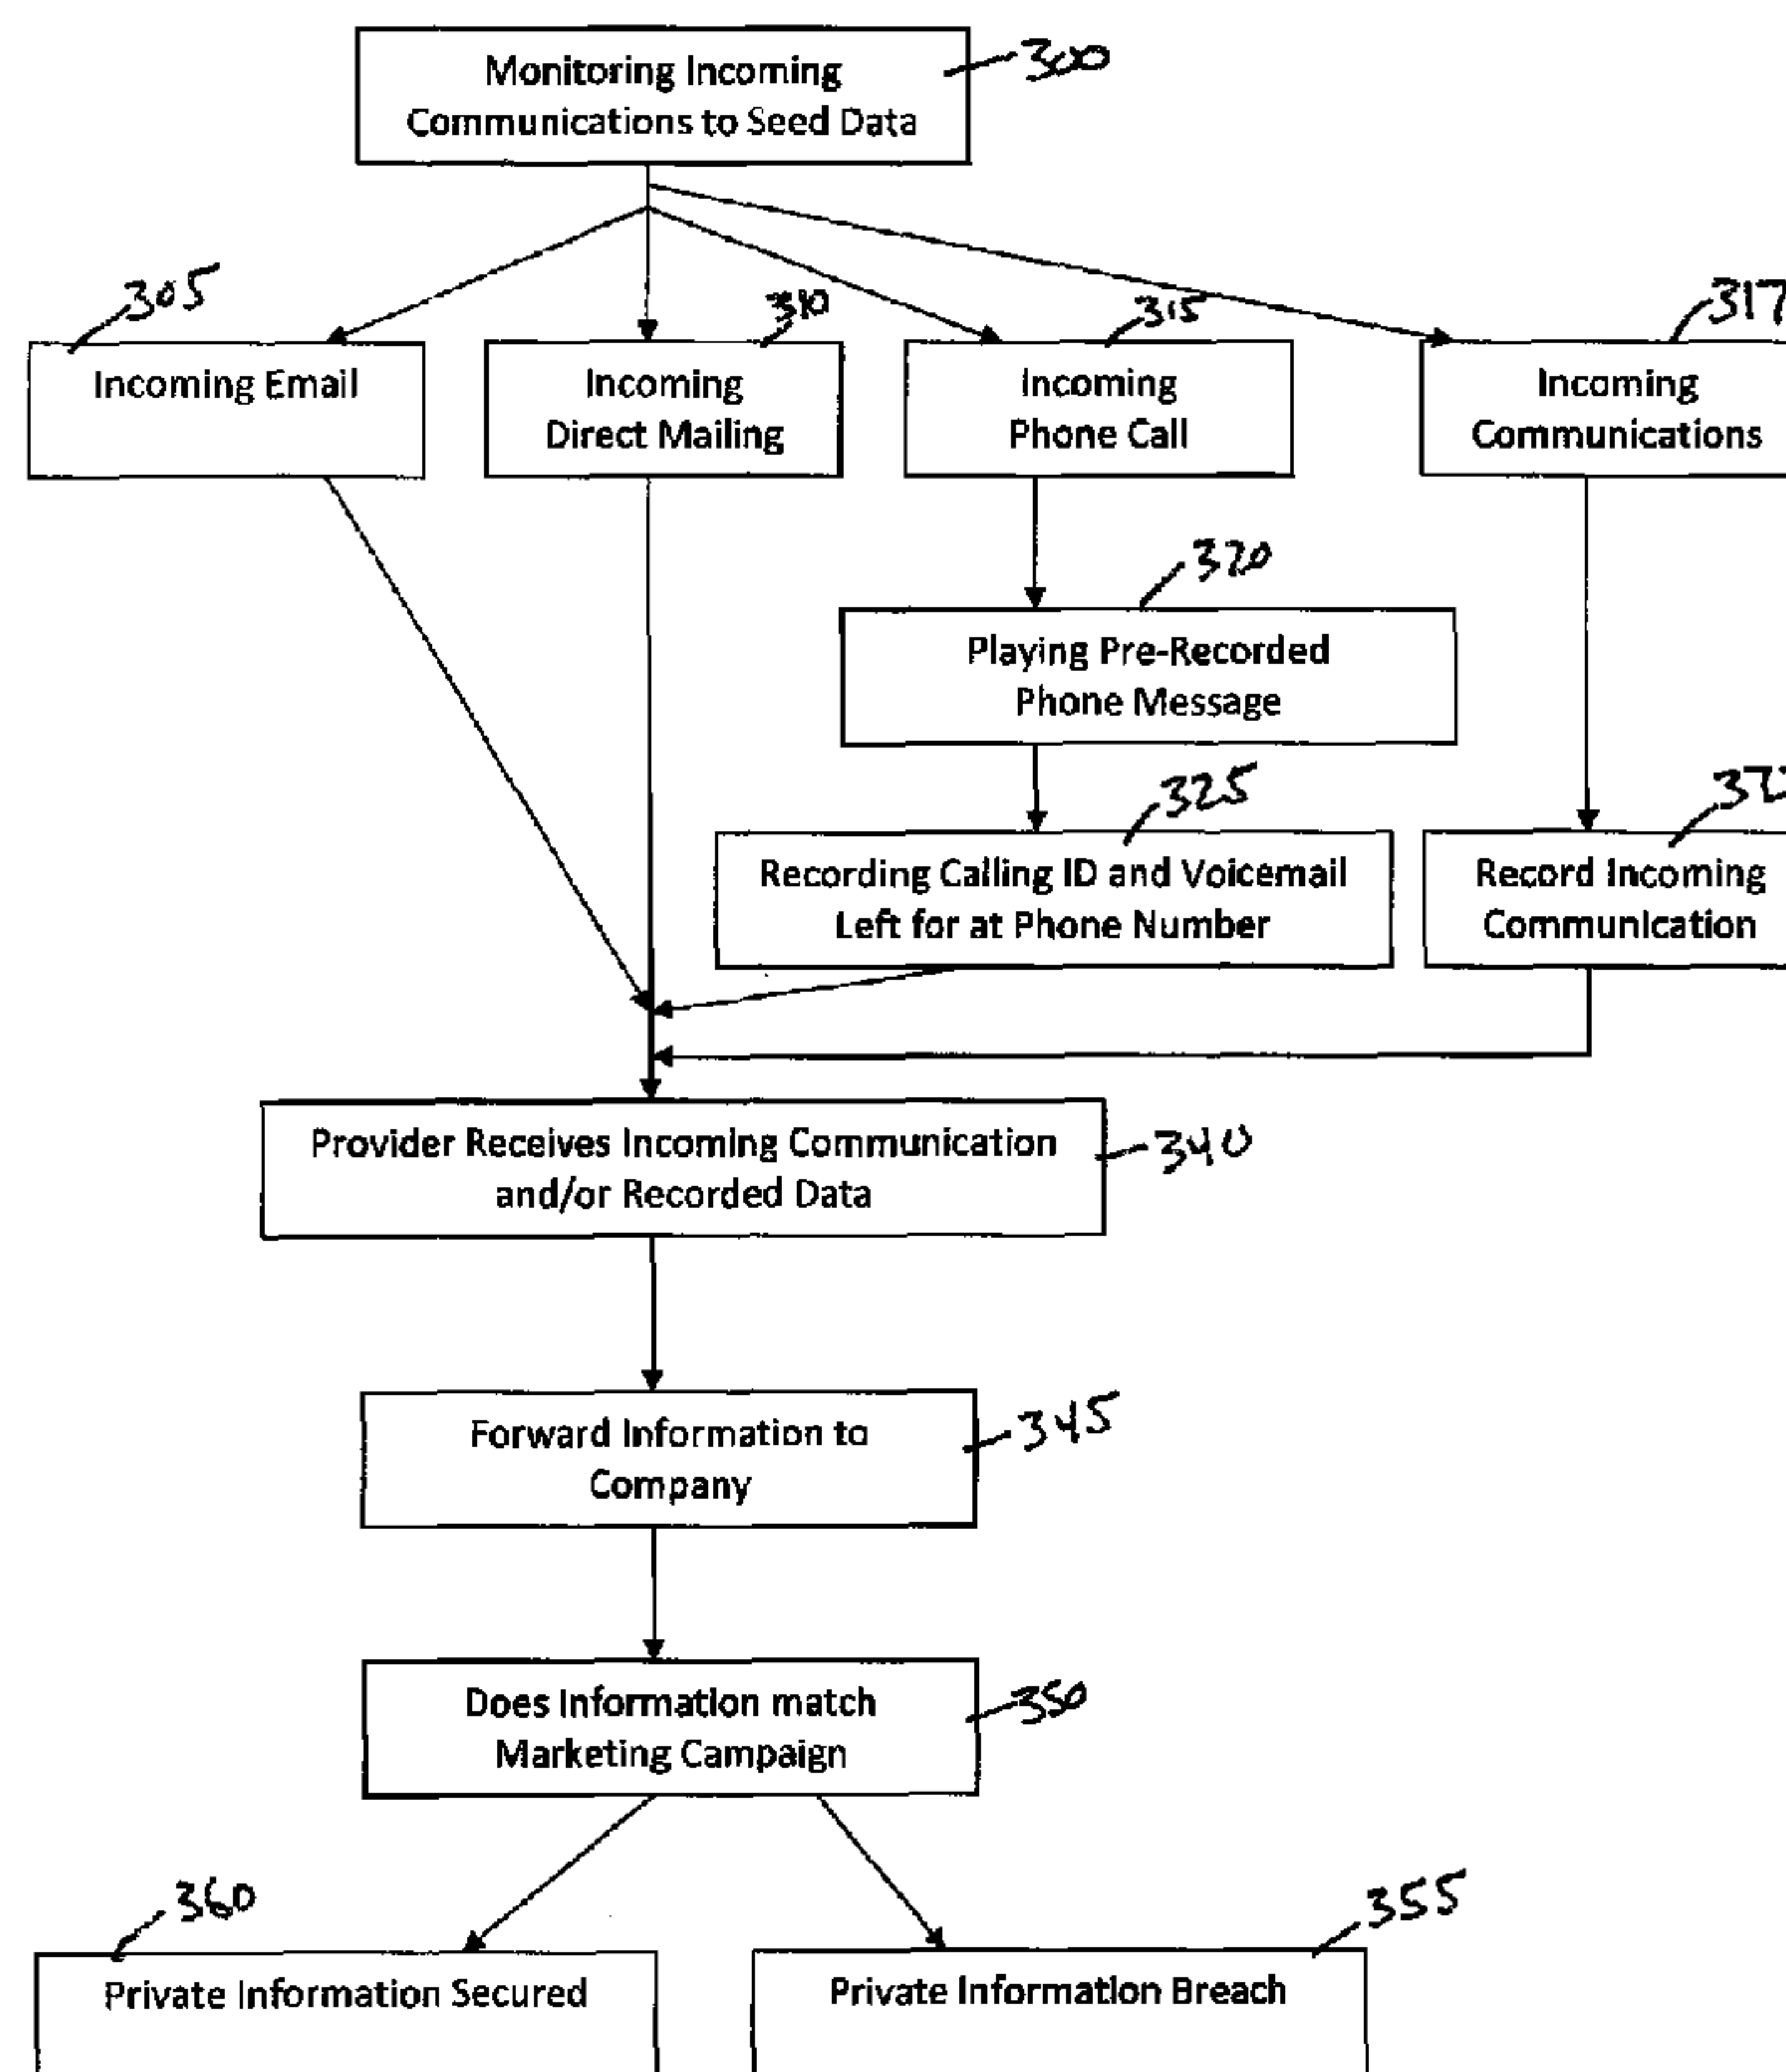 Monitoring Incoming
Communications to Seed Data
300
305
310
315
317
Incoming Email
Incoming
Direct Mailing
Incoming
Phone Call
Incoming
Communications
320
Playing Pre-Recorded
Phone Message
325
Recording Calling ID and Voicemail
Left for at Phone Number
Record Incoming
Communication
Provider Receives Incoming Communication
and/or Recorded Data
340
Forward Information to
Company
345
Does Information match
Marketing Campaign
350
360
355
Private Information Secured
Private Information Breach